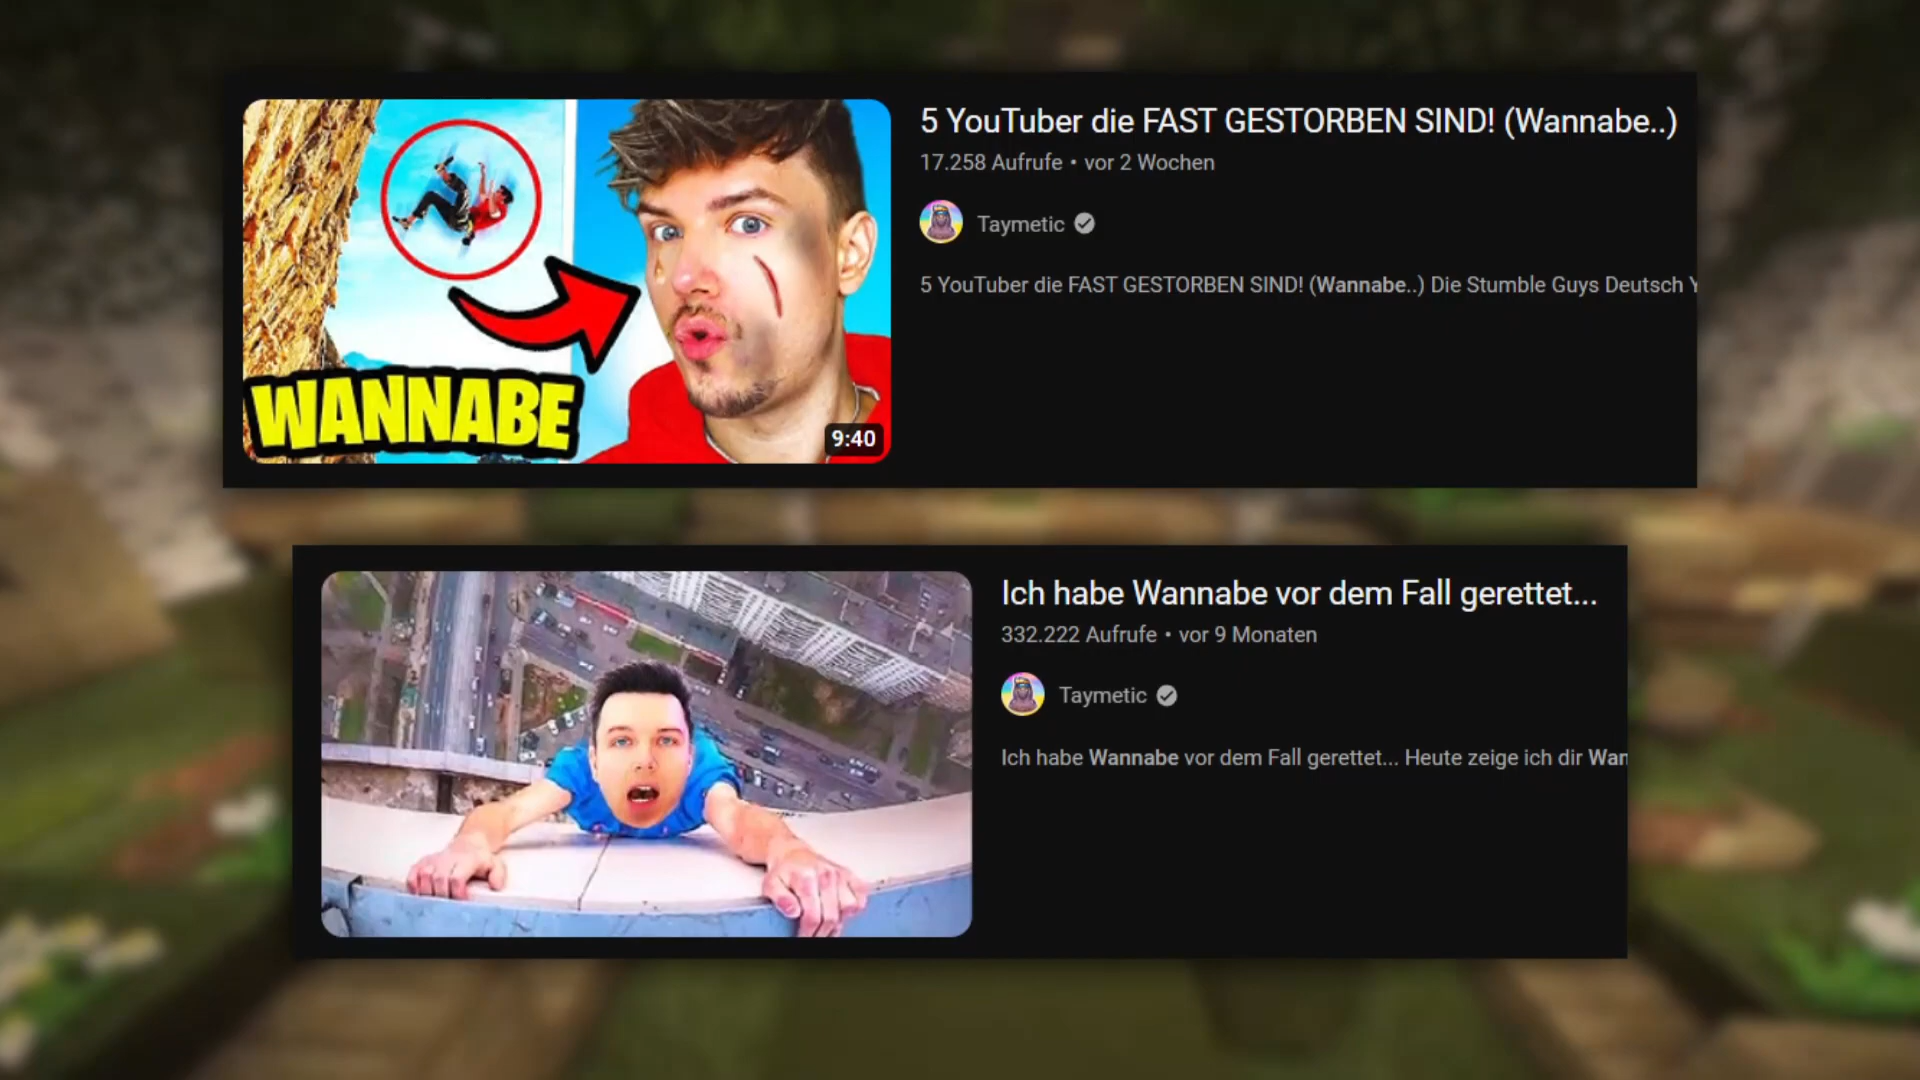 WANNABE
9:40
5 YouTuber die FAST GESTORBEN SIND! (Wannabe..)
17.258 Aufrufe • vor 2 Wochen
Taymetic
5 YouTuber die FAST GESTORBEN SIND! (Wannabe..) Die Stumble Guys Deutsch Y
Ich habe Wannabe vor dem Fall gerettet...
332.222 Aufrufe • vor 9 Monaten
Taymetic
Ich habe Wannabe vor dem Fall gerettet... Heute zeige ich dir Wan